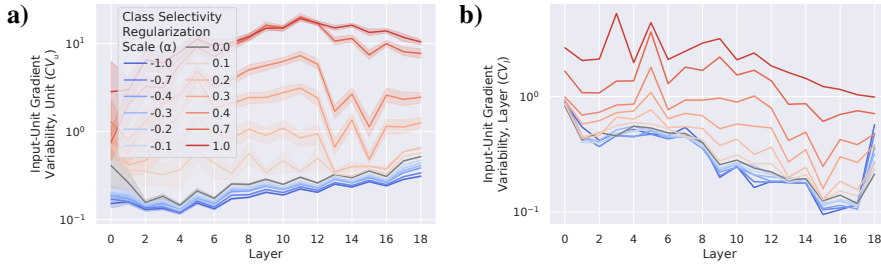 a)
Input-Unit Gradient
Variability, Unit (CVu)
10¹
10⁰
10⁻¹
Class Selectivity
Regularization
Scale (α)
-1.0
-0.7
-0.4
-0.3
-0.2
-0.1
0.0
0.1
0.2
0.3
0.4
0.7
1.0
0 2 4 6 8 10 12 14 16 18
Layer
b)
Input-Unit Gradient
Variability, Layer (CVl)
10⁰
10⁻¹
0 2 4 6 8 10 12 14 16 18
Layer